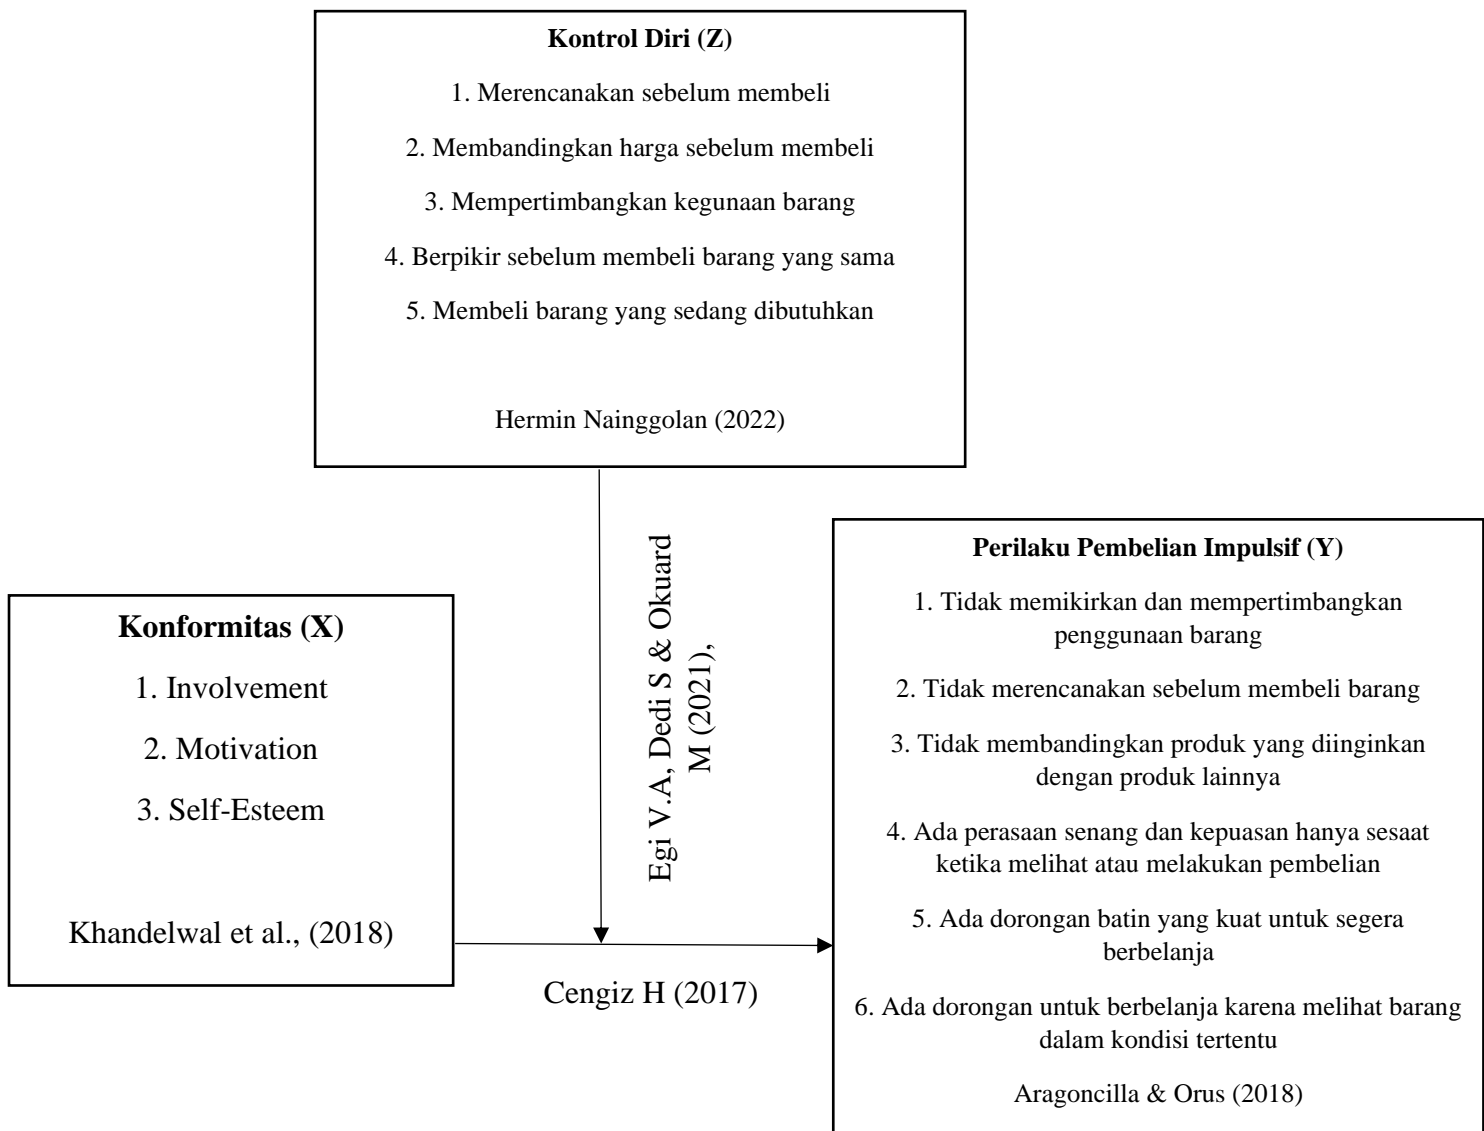 Kontrol Diri (Z)
1. Merencanakan sebelum membeli
2. Membandingkan harga sebelum membeli
3. Mempertimbangkan kegunaan barang
4. Berpikir sebelum membeli barang yang sama
5. Membeli barang yang sedang dibutuhkan
Hermin Nainggolan (2022)
Konformitas (X)
1. Involvement
2. Motivation
3. Self-Esteem
Khandelwal et al., (2018)
Egi V.A, Dedi S & Okuard
M (2021),
Cengiz H (2017)
Perilaku Pembelian Impulsif (Y)
1. Tidak memikirkan dan mempertimbangkan
penggunaan barang
2. Tidak merencanakan sebelum membeli barang
3. Tidak membandingkan produk yang diinginkan
dengan produk lainnya
4. Ada perasaan senang dan kepuasan hanya sesaat
ketika melihat atau melakukan pembelian
5. Ada dorongan batin yang kuat untuk segera
berbelanja
6. Ada dorongan untuk berbelanja karena melihat barang
dalam kondisi tertentu
Aragoncilla & Orus (2018)